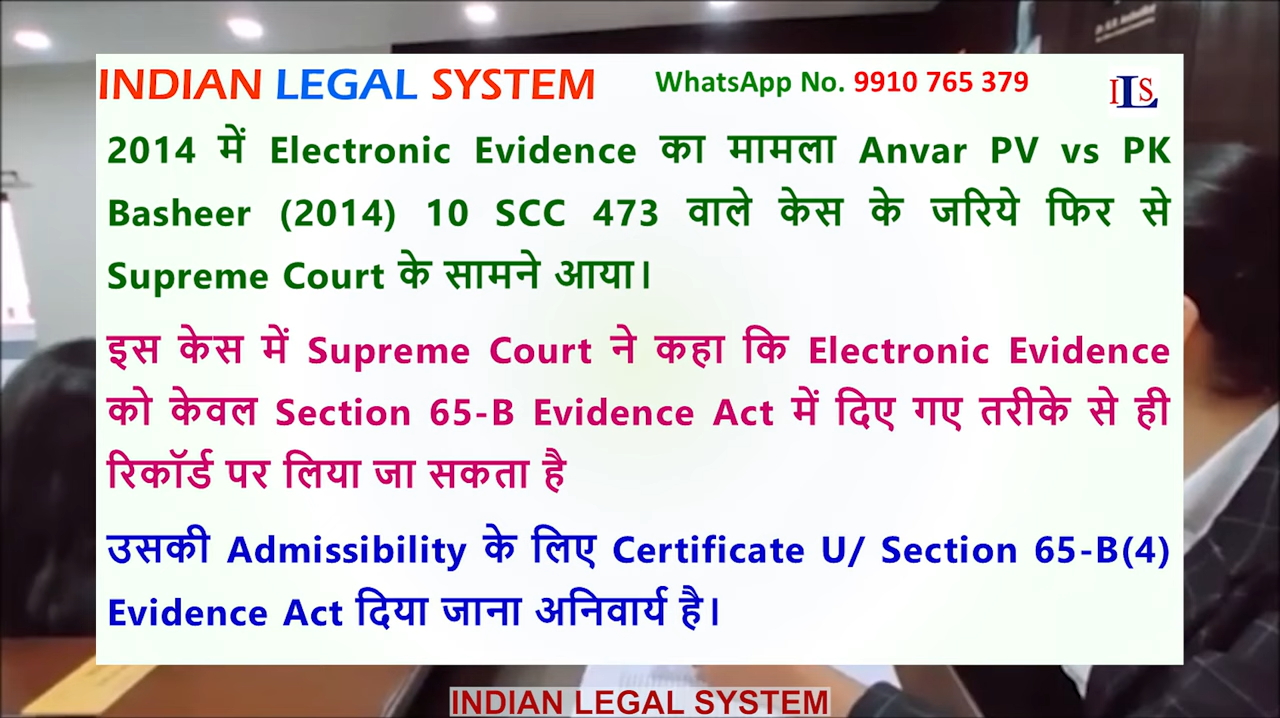 INDIAN LEGAL SYSTEM
WhatsApp No. 9910 765 379
ILS
2014 में Electronic Evidence का मामला Anvar PV vs PK
Basheer (2014) 10 SCC 473 वाले केस के जरिये फिर से
Supreme Court के सामने आया।
इस केस में Supreme Court ने कहा कि Electronic Evidence
को केवल Section 65-B Evidence Act में दिए गए तरीके से ही
रिकॉर्ड पर लिया जा सकता है
उसकी Admissibility के लिए Certificate U/ Section 65-B(4)
Evidence Act दिया जाना अनिवार्य है।
INDIAN LEGAL SYSTEM